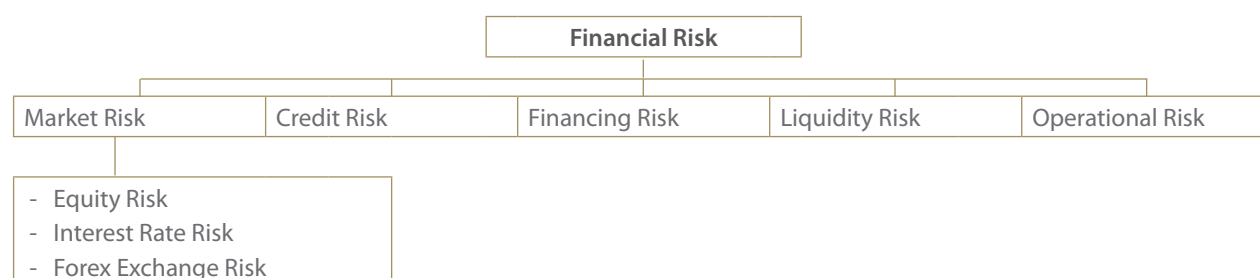 Financial Risk
Market Risk
Credit Risk
Financing Risk
Liquidity Risk
Operational Risk
- Equity Risk
- Interest Rate Risk
- Forex Exchange Risk